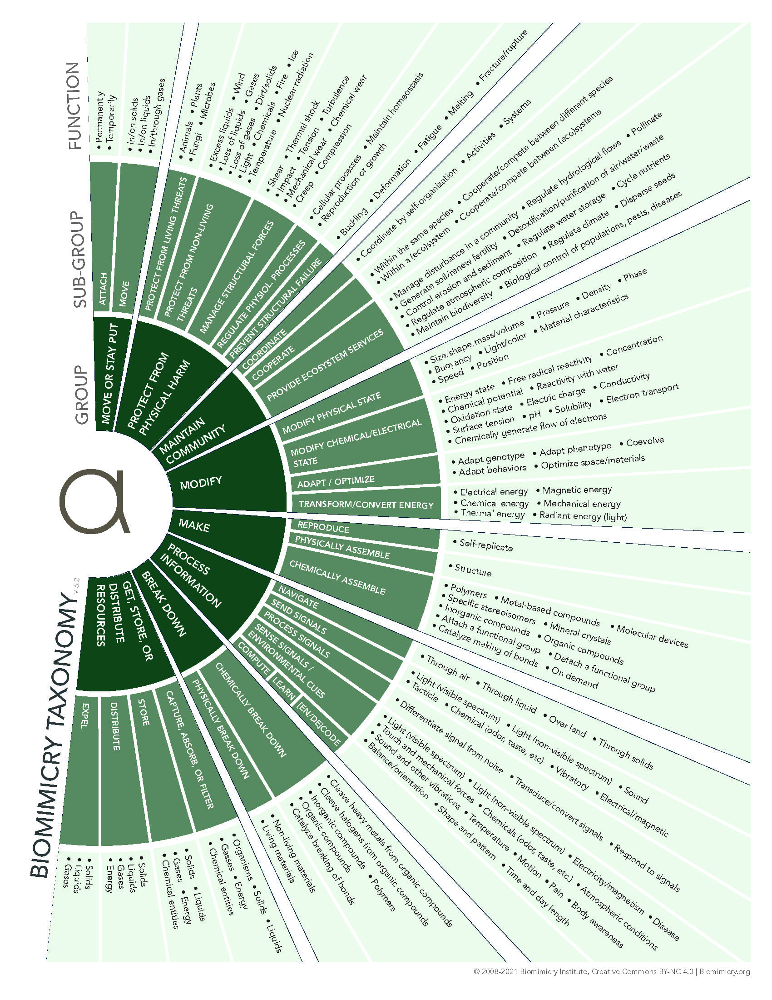 FUNCTION
SUB-GROUP
GROUP
BIOMIMICRY TAXONOMY
v 6.2
MOVE OR STAY PUT
ATTACH
• Permanently
• Temporarily
MOVE
• In/on solids
• In/on liquids
• In/through gases
PROTECT FROM
PHYSICAL HARM
PROTECT FROM LIVING THREATS
• Animals • Plants
• Fungi • Microbes
PROTECT FROM NON-LIVING
THREATS
• Excess liquids • Wind
• Loss of liquids • Gases
• Loss of gases • Dirt/solids
• Light • Chemicals • Fire • Ice
• Temperature • Nuclear radiation
MANAGE STRUCTURAL FORCES
• Shear • Thermal shock
• Impact • Tension • Turbulence
• Mechanical wear • Chemical wear
• Creep • Compression
REGULATE PHYSIOL. PROCESSES
• Cellular processes • Maintain homeostasis
• Reproduction or growth
PREVENT STRUCTURAL FAILURE
• Buckling • Deformation • Fatigue • Melting • Fracture/rupture
MAINTAIN
COMMUNITY
COORDINATE
• Coordinate by self-organization • Activities • Systems
COOPERATE
• Within the same species • Cooperate/compete between different species
• Within a (eco)system • Cooperate/compete between (eco)systems
PROVIDE ECOSYSTEM SERVICES
• Manage disturbance in a community • Regulate hydrological flows • Pollinate
• Generate soil/renew fertility • Detoxification/purification of air/water/waste
• Control erosion and sediment • Regulate water storage • Cycle nutrients
• Regulate atmospheric composition • Regulate climate • Disperse seeds
• Maintain biodiversity • Biological control of populations, pests, diseases
MODIFY
MODIFY PHYSICAL STATE
• Size/shape/mass/volume • Pressure • Density • Phase
• Buoyancy • Light/color • Material characteristics
• Speed • Position
MODIFY CHEMICAL/ELECTRICAL
STATE
• Energy state • Free radical reactivity • Concentration
• Chemical potential • Reactivity with water
• Oxidation state • Electric charge • Conductivity
• Surface tension • pH • Solubility • Electron transport
• Chemically generate flow of electrons
ADAPT / OPTIMIZE
• Adapt genotype • Adapt phenotype • Coevolve
• Adapt behaviors • Optimize space/materials
TRANSFORM/CONVERT ENERGY
• Electrical energy • Magnetic energy
• Chemical energy • Mechanical energy
• Thermal energy • Radiant energy (light)
MAKE
REPRODUCE
• Self-replicate
PHYSICALLY ASSEMBLE
• Structure
CHEMICALLY ASSEMBLE
• Polymers • Metal-based compounds • Molecular devices
• Specific stereoisomers • Mineral crystals
• Inorganic compounds • Organic compounds
• Attach a functional group • Detach a functional group
• Catalyze making of bonds • On demand
PROCESS
INFORMATION
NAVIGATE
• Through air • Through liquid • Over land • Through solids
SEND SIGNALS
• Light (visible spectrum) • Light (non-visible spectrum) • Sound
• Tacticle • Chemical (odor, taste, etc) • Vibratory • Electrical/magnetic
PROCESS SIGNALS
• Differentiate signal from noise • Transduce/convert signals • Respond to signals
SENSE SIGNALS /
ENVIRONMENTAL CUES
• Light (visible spectrum) • Light (non-visible spectrum) • Electricity/magnetism • Disease
• Touch and mechanical forces • Chemicals (odor, taste, etc.) • Atmospheric conditions
• Sound and other vibrations • Temperature • Motion • Pain • Body awareness
• Balance/orientation • Shape and pattern • Time and day length
COMPUTE
LEARN
[EN/DE]CODE
BREAK DOWN
CHEMICALLY BREAK DOWN
• Cleave heavy metals from organic compounds
• Cleave halogens from organic compounds
• Inorganic compounds • Polymers
• Organic compounds
• Catalyze breaking of bonds
PHYSICALLY BREAK DOWN
• Non-living materials
• Living materials
GET, STORE, OR
DISTRIBUTE
RESOURCES
CAPTURE, ABSORB, OR FILTER
• Organisms • Solids • Liquids
• Gases • Energy
• Chemical entities
STORE
• Solids • Liquids
• Gases • Energy
• Chemical entities
DISTRIBUTE
• Solids
• Liquids
• Gases
• Energy
EXPEL
• Solids
• Liquids
• Gases
© 2008-2021 Biomimicry Institute, Creative Commons BY-NC 4.0 | Biomimicry.org